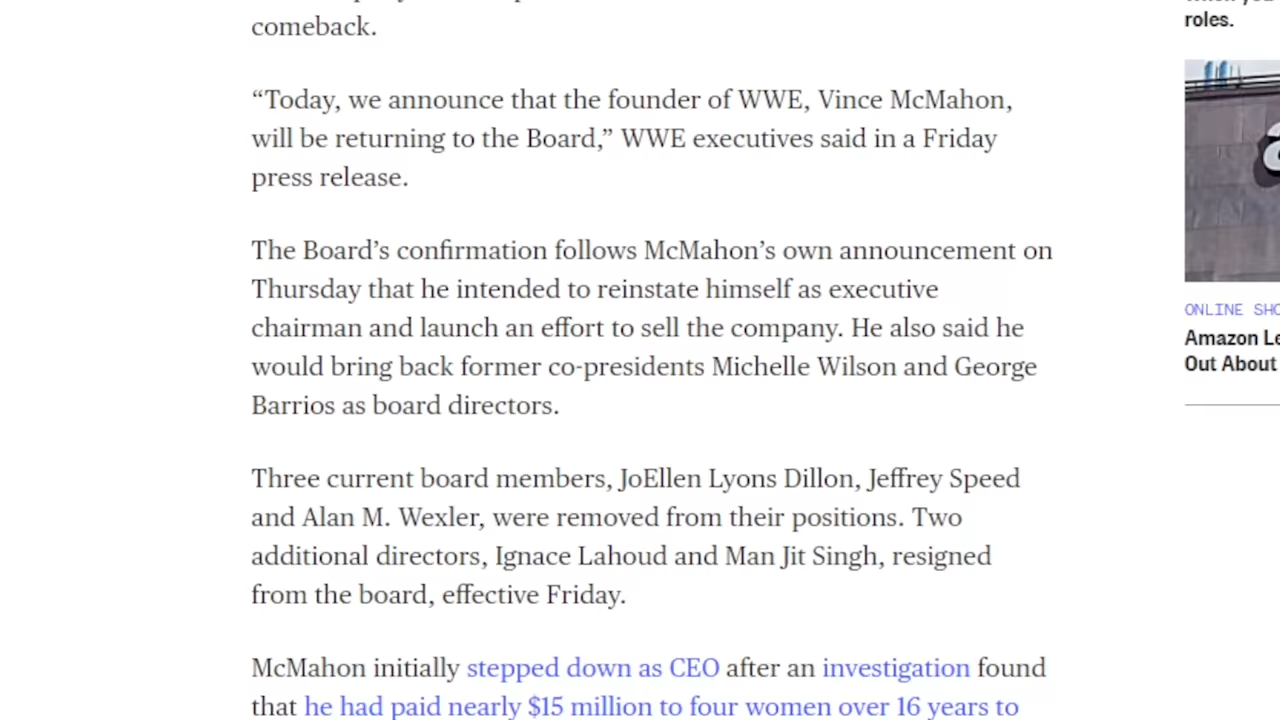 comeback.
“Today, we announce that the founder of WWE, Vince McMahon,
will be returning to the Board,” WWE executives said in a Friday
press release.
The Board’s confirmation follows McMahon’s own announcement on
Thursday that he intended to reinstate himself as executive
chairman and launch an effort to sell the company. He also said he
would bring back former co-presidents Michelle Wilson and George
Barrios as board directors.
Three current board members, JoEllen Lyons Dillon, Jeffrey Speed
and Alan M. Wexler, were removed from their positions. Two
additional directors, Ignace Lahoud and Man Jit Singh, resigned
from the board, effective Friday.
McMahon initially stepped down as CEO after an investigation found
that he had paid nearly $15 million to four women over 16 years to
roles.
a
ONLINE SHO
Amazon Le
Out About